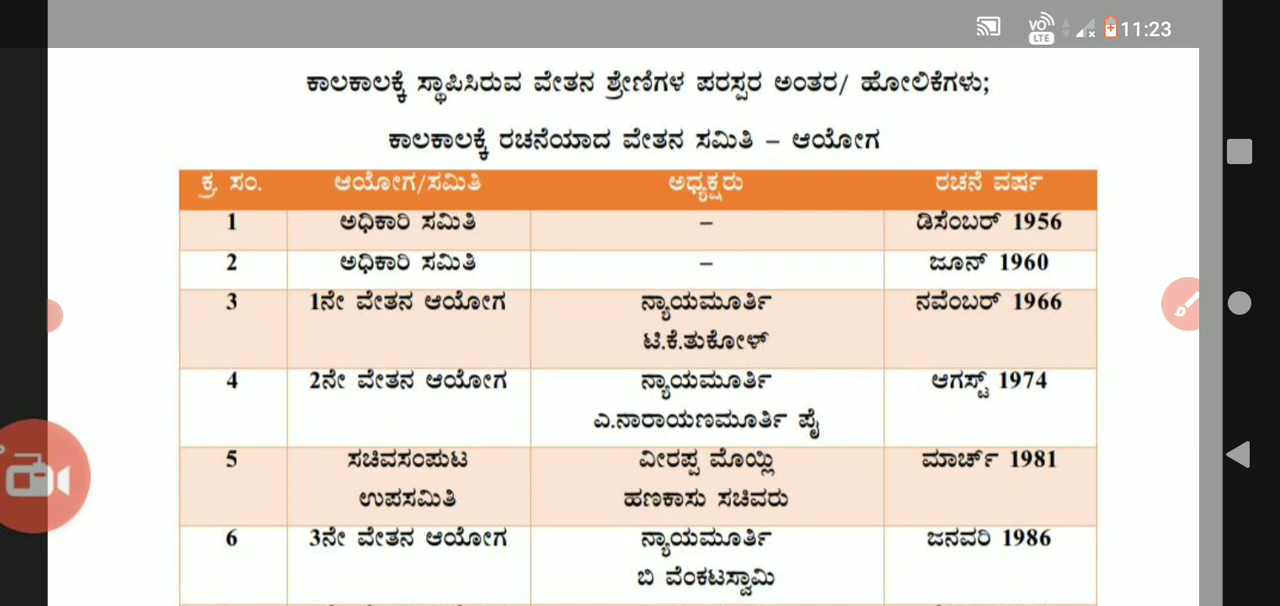 VO LTE 11:23
ಕಾಲಕಾಲಕ್ಕೆ ಸ್ಥಾಪಿಸಿರುವ ವೇತನ ಶ್ರೇಣಿಗಳ ಪರಸ್ಪರ ಅಂತರ/ ಹೋಲಿಕೆಗಳು;
ಕಾಲಕಾಲಕ್ಕೆ ರಚನೆಯಾದ ವೇತನ ಸಮಿತಿ – ಆಯೋಗ
ಕ್ರ. ಸಂ. ಆಯೋಗ/ಸಮಿತಿ ಅಧ್ಯಕ್ಷರು ರಚನೆ ವರ್ಷ
1 ಅಧಿಕಾರಿ ಸಮಿತಿ – ಡಿಸೆಂಬರ್ 1956
2 ಅಧಿಕಾರಿ ಸಮಿತಿ – ಜೂನ್ 1960
3 1ನೇ ವೇತನ ಆಯೋಗ ನ್ಯಾಯಮೂರ್ತಿ ನವೆಂಬರ್ 1966
ಟಿ.ಕೆ.ತುಕೋಳ್
4 2ನೇ ವೇತನ ಆಯೋಗ ನ್ಯಾಯಮೂರ್ತಿ ಆಗಸ್ಟ್ 1974
ಎ.ನಾರಾಯಣಮೂರ್ತಿ ಪೈ
5 ಸಚಿವಸಂಪುಟ ವೀರಪ್ಪ ಮೊಯ್ಲಿ ಮಾರ್ಚ್ 1981
ಉಪಸಮಿತಿ ಹಣಕಾಸು ಸಚಿವರು
6 3ನೇ ವೇತನ ಆಯೋಗ ನ್ಯಾಯಮೂರ್ತಿ ಜನವರಿ 1986
ಬಿ ವೆಂಕಟಸ್ವಾಮಿ